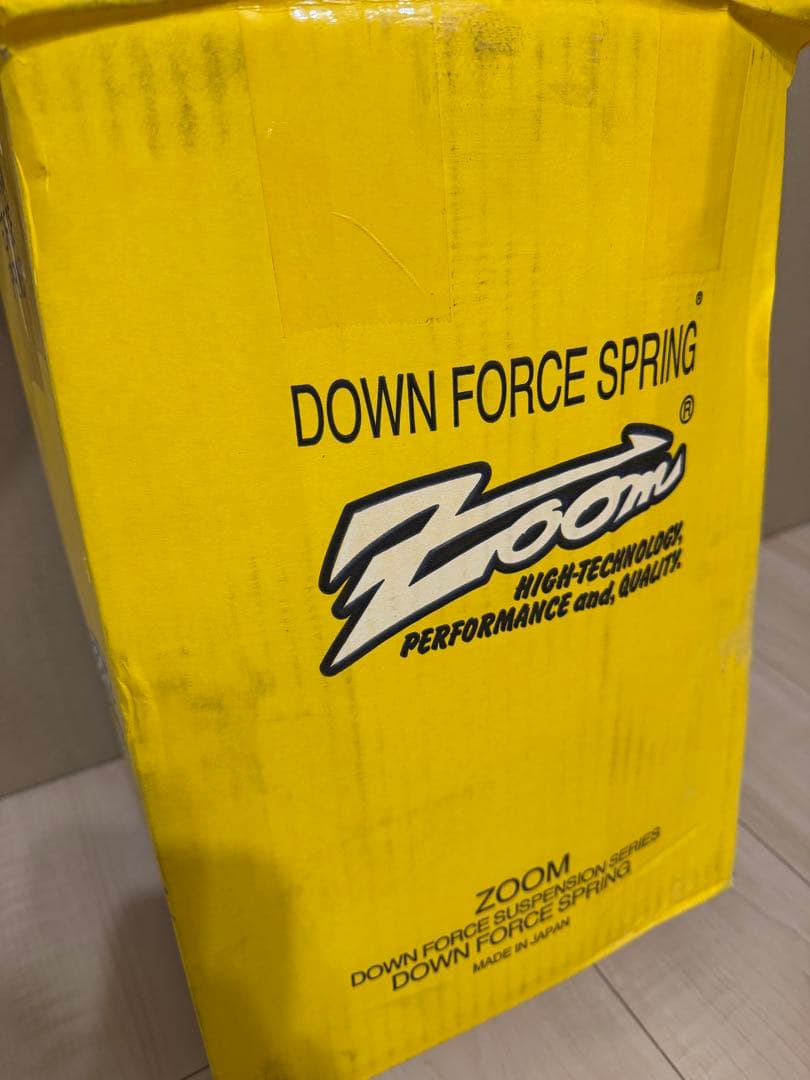 DOWN FORCE SPRING®
Zoom®
HIGH-TECHNOLOGY,
PERFORMANCE and, QUALITY.
ZOOM
DOWN FORCE SUSPENSION SERIES
DOWN FORCE SPRING
MADE IN JAPAN